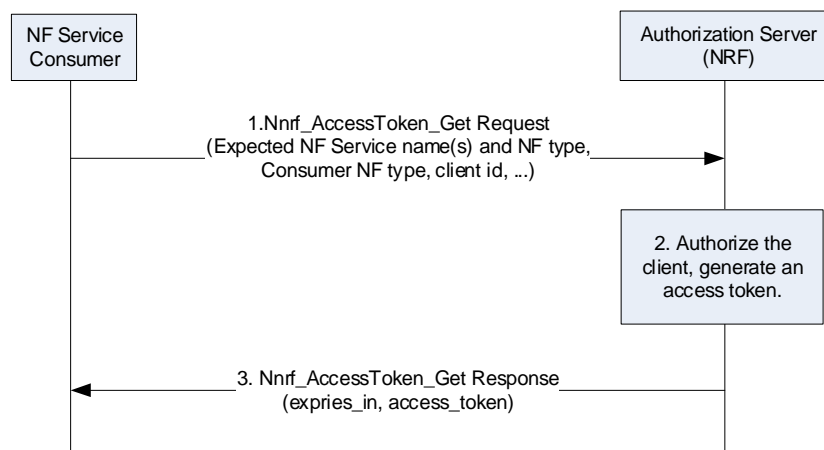 NF Service
Consumer
Authorization Server
(NRF)
1.Nnrf_AccessToken_Get Request
(Expected NF Service name(s) and NF type,
Consumer NF type, client id, ...)
2. Authorize the
client, generate an
access token.
3. Nnrf_AccessToken_Get Response
(expries_in, access_token)